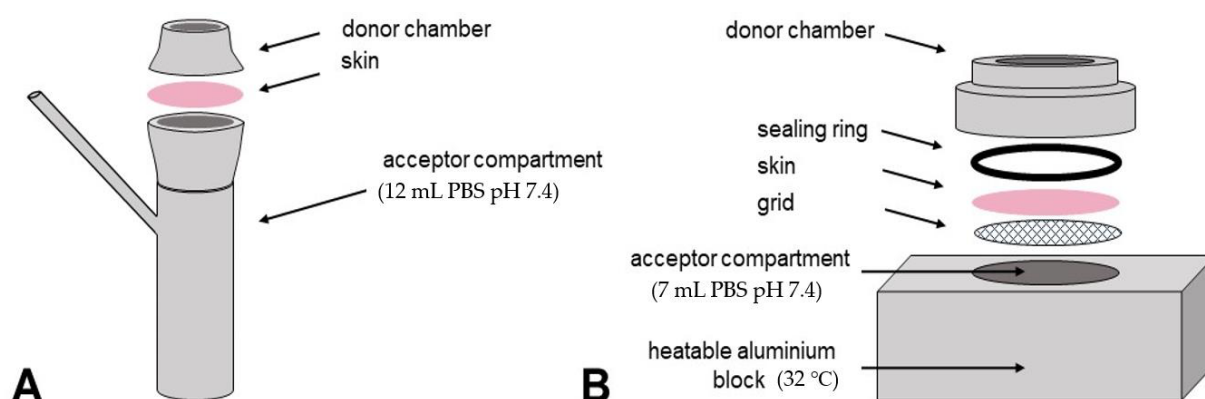 donor chamber
skin
acceptor compartment
(12 mL PBS pH 7.4)
A
donor chamber
sealing ring
skin
grid
acceptor compartment
(7 mL PBS pH 7.4)
heatable aluminium
block (32 °C)
B